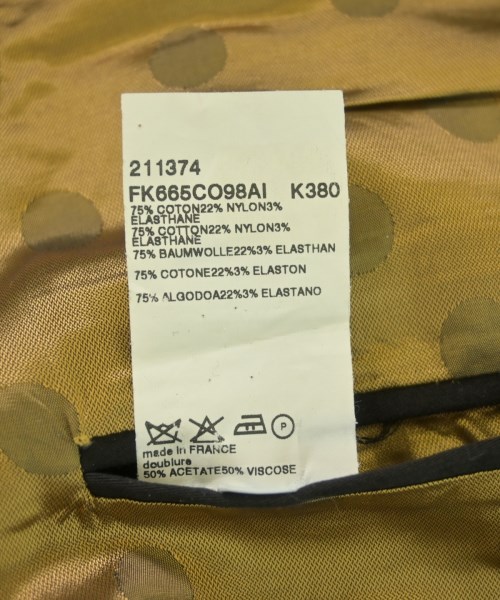 211374
FK665CO98AI K380
75% COTON22% NYLON3%
ELASTHANE
75% COTTON22% NYLON3%
ELASTHANE
75% BAUMWOLLE22%3% ELASTHAN
75% COTONE22%3% ELASTON
75% ALGODOA22%3% ELASTANO
P
made in FRANCE
doublure
50% ACETATE50% VISCOSE